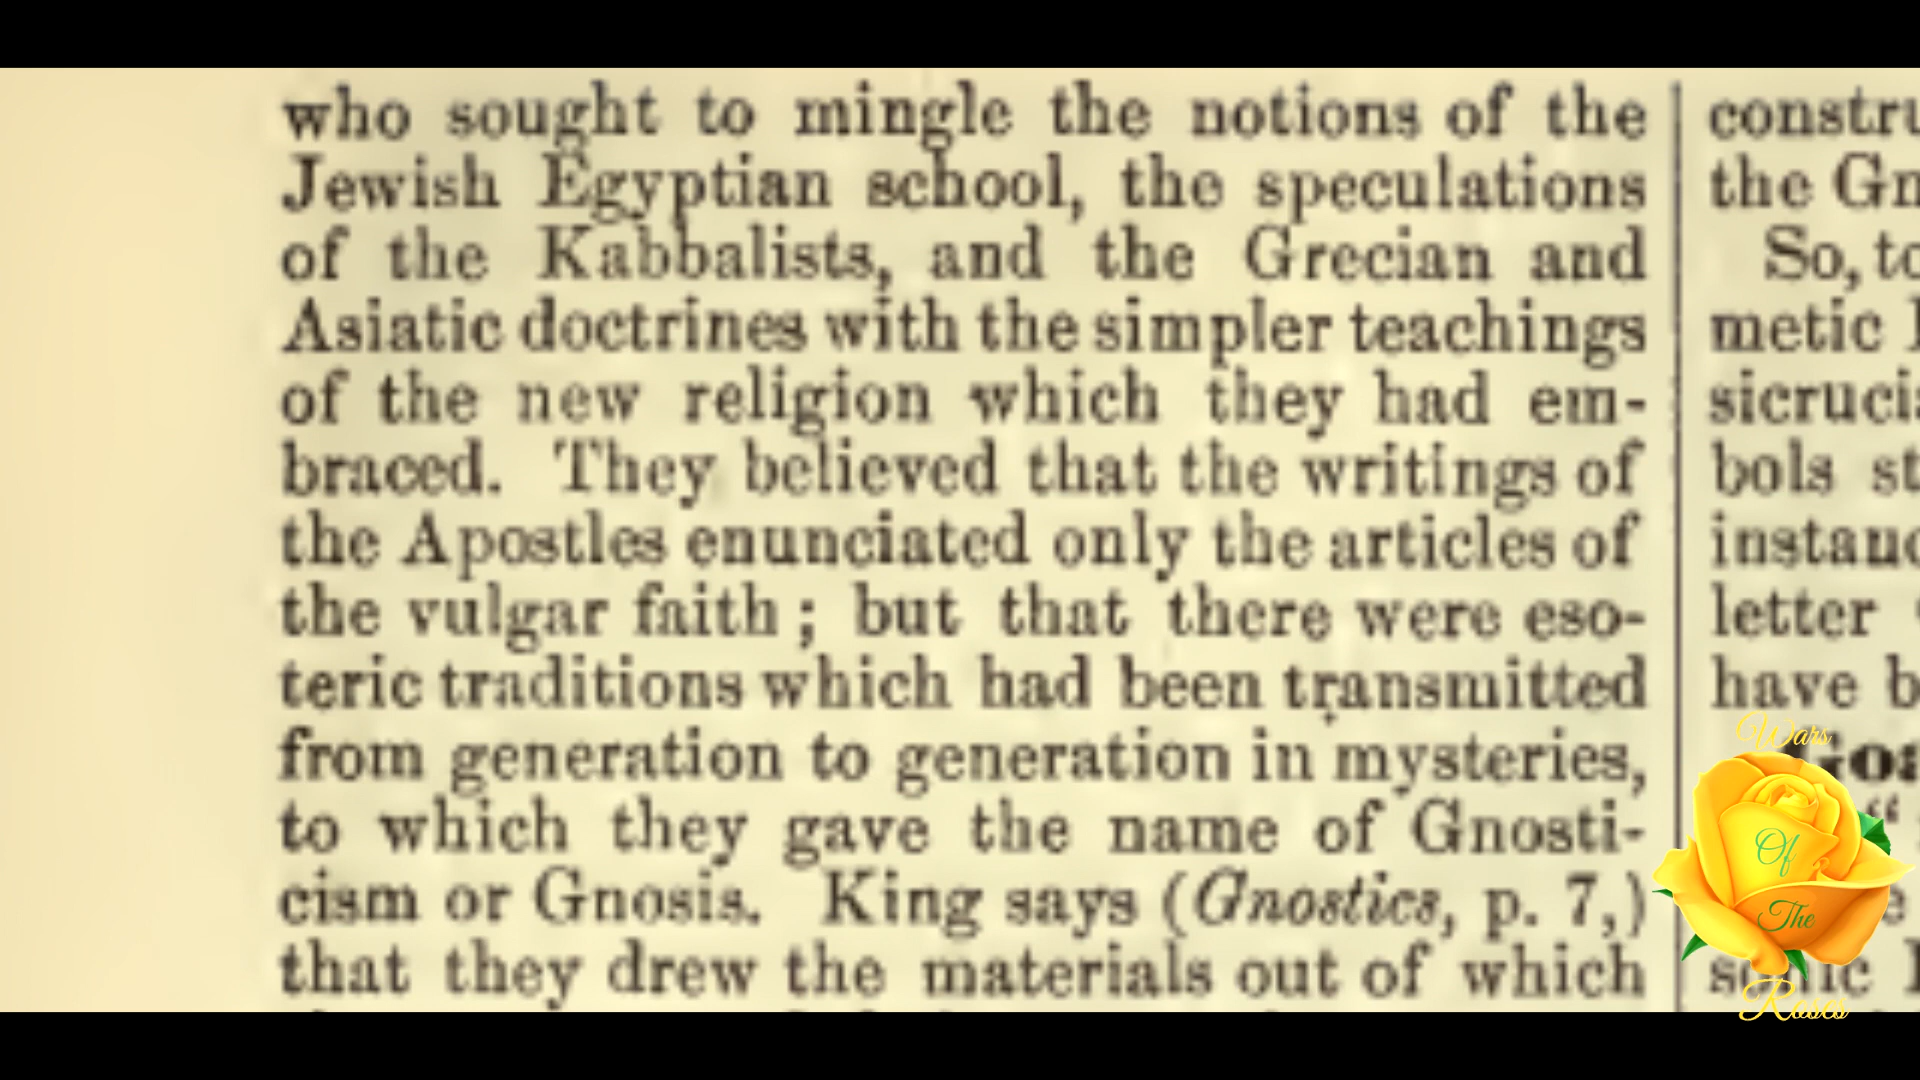 who sought to mingle the notions of the
Jewish Egyptian school, the speculations
of the Kabbalists, and the Grecian and
Asiatic doctrines with the simpler teachings
of the new religion which they had em-
braced. They believed that the writings of
the Apostles enunciated only the articles of
the vulgar faith; but that there were eso-
teric traditions which had been transmitted
from generation to generation in mysteries,
to which they gave the name of Gnosti-
cism or Gnosis. King says (Gnostics, p. 7,)
that they drew the materials out of which
constru
the Gn
So, to
metic
sicruci
bols st
instanc
letter
have b
Wars
Of
The
Roses